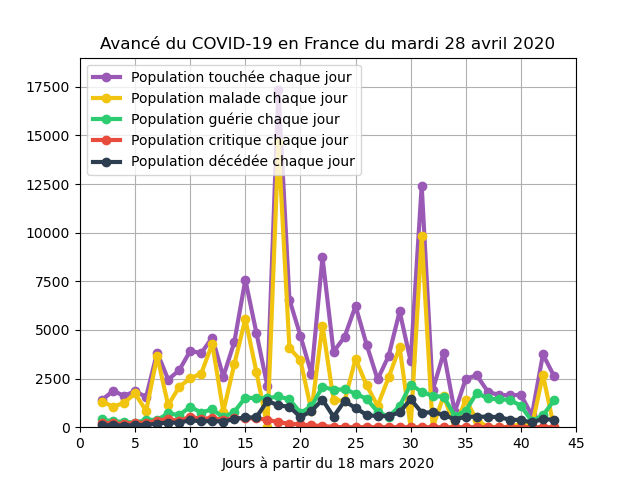 Avancé du COVID-19 en France du mardi 28 avril 2020
Population touchée chaque jour
Population malade chaque jour
Population guérie chaque jour
Population critique chaque jour
Population décédée chaque jour
17500
15000
12500
10000
7500
5000
2500
0
0 5 10 15 20 25 30 35 40 45
Jours à partir du 18 mars 2020